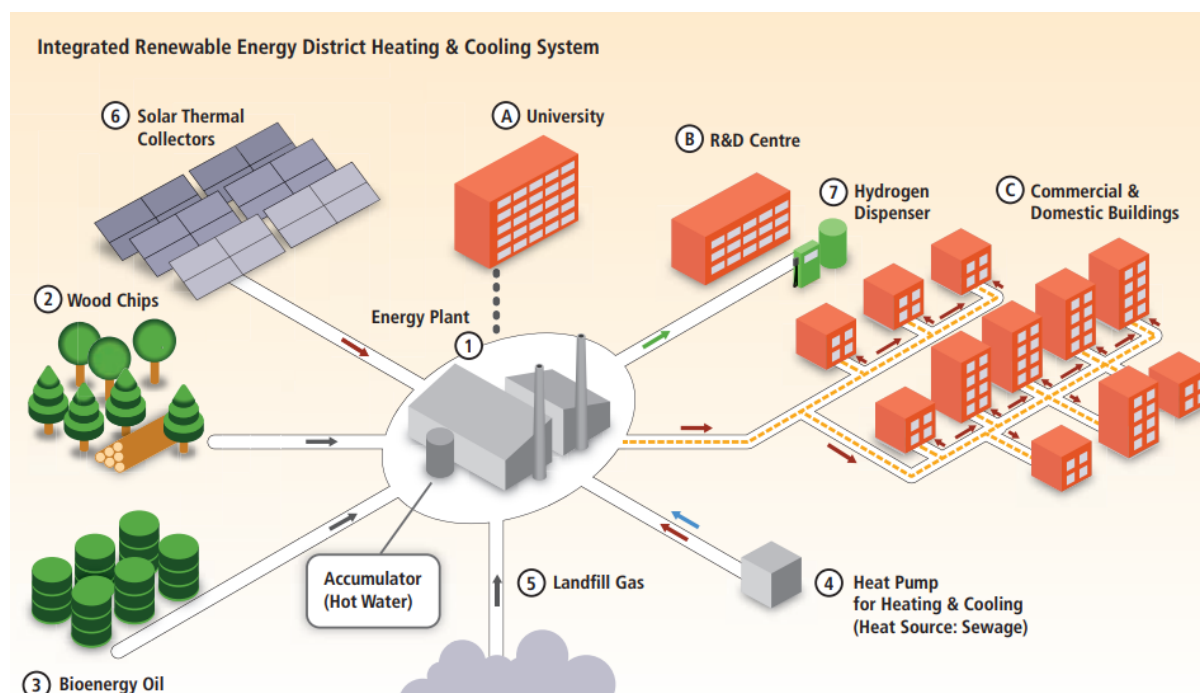 Integrated Renewable Energy District Heating & Cooling System
6 Solar Thermal
Collectors
A University
B R&D Centre
7 Hydrogen
Dispenser
C Commercial &
Domestic Buildings
2 Wood Chips
Energy Plant
1
Accumulator
(Hot Water)
5 Landfill Gas
4 Heat Pump
for Heating & Cooling
(Heat Source: Sewage)
3 Bioenergy Oil